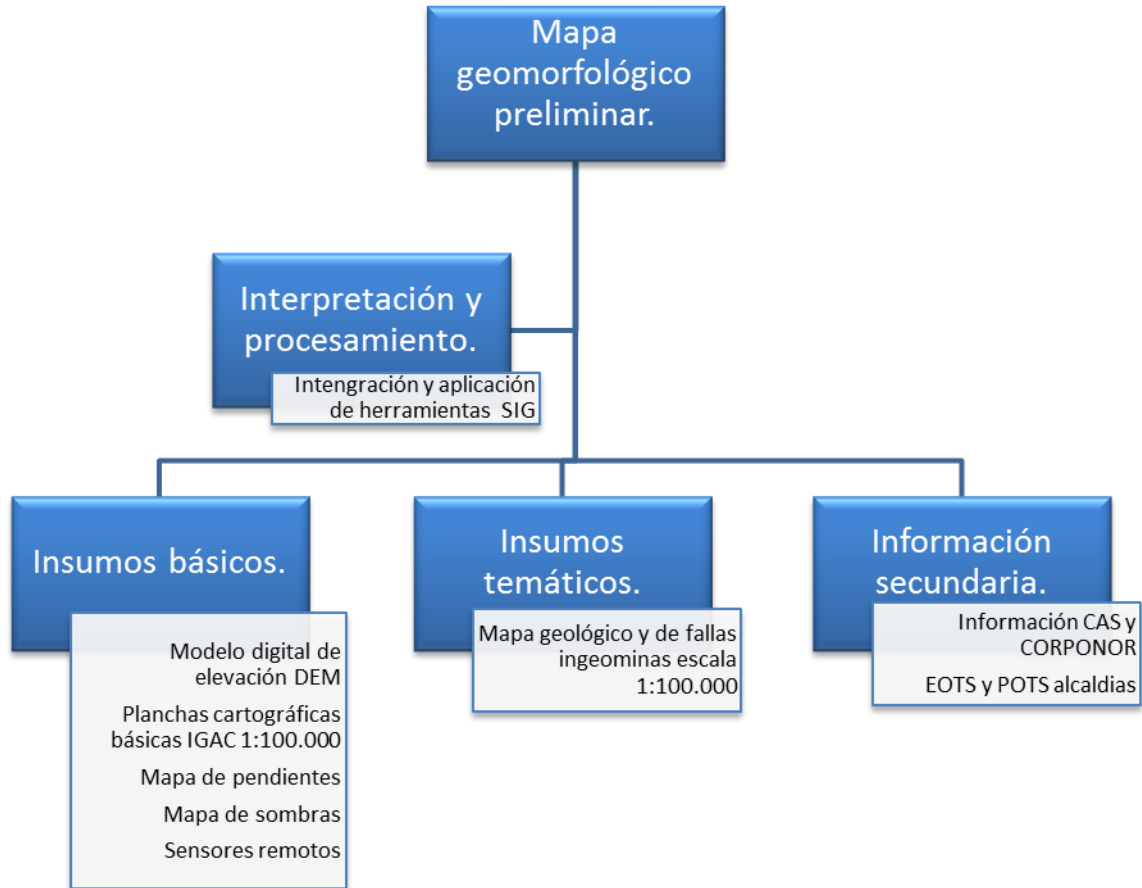 Mapa
geomorfológico
preliminar.
Interpretación y
procesamiento.
Intengración y aplicación
de herramientas SIG
Insumos básicos.
Modelo digital de
elevación DEM
Planchas cartográficas
básicas IGAC 1:100.000
Mapa de pendientes
Mapa de sombras
Sensores remotos
Insumos
temáticos.
Mapa geológico y de fallas
ingeominas escala
1:100.000
Información
secundaria.
Información CAS y
CORPONOR
EOTS y POTS alcaldias